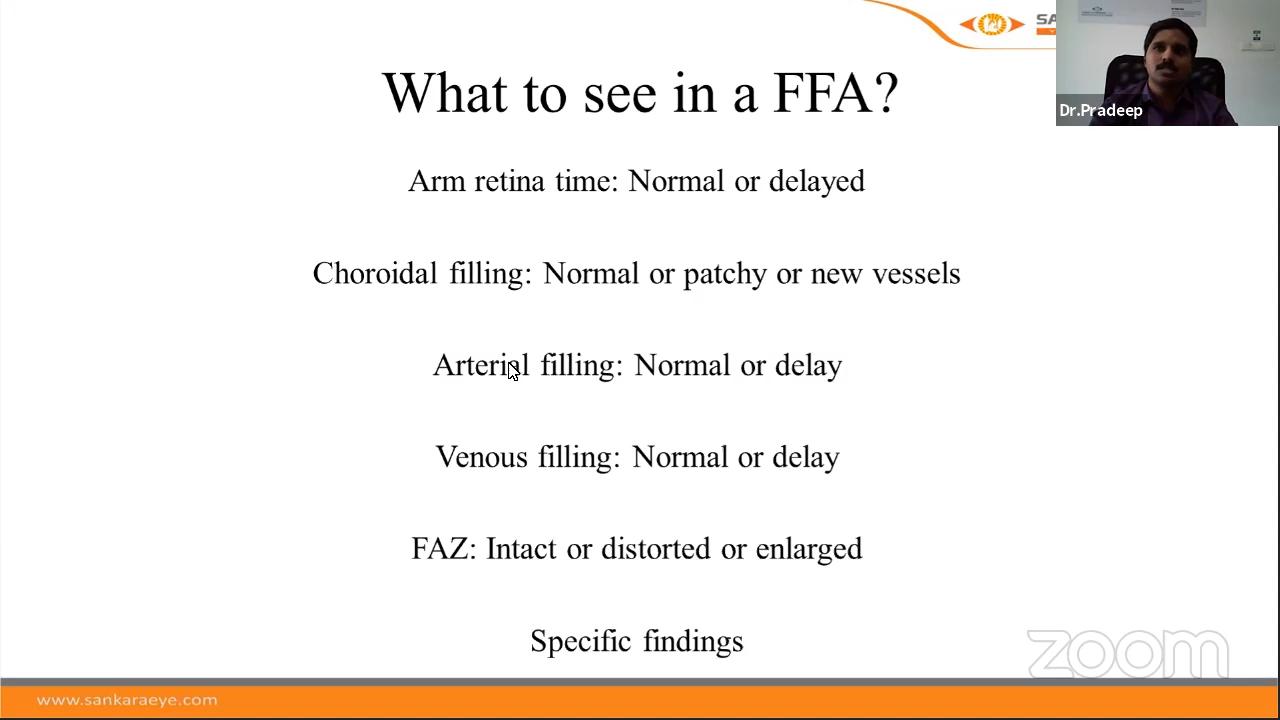 What to see in a FFA?
SA
Dr.Pradeep
Arm retina time: Normal or delayed
Choroidal filling: Normal or patchy or new vessels
Arterial filling: Normal or delay
Venous filling: Normal or delay
FAZ: Intact or distorted or enlarged
Specific findings
zoom
www.sankaraeye.com